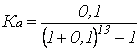 Ka = 0,1 / ((1+0,1)^13 − 1)